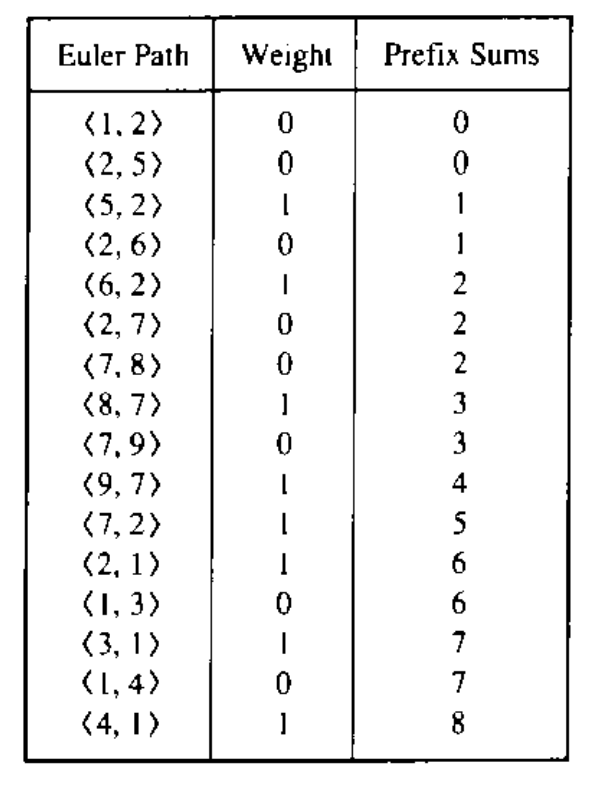 Euler Path Weight Prefix Sums
⟨1, 2⟩ 0 0
⟨2, 5⟩ 0 0
⟨5, 2⟩ 1 1
⟨2, 6⟩ 0 1
⟨6, 2⟩ 1 2
⟨2, 7⟩ 0 2
⟨7, 8⟩ 0 2
⟨8, 7⟩ 1 3
⟨7, 9⟩ 0 3
⟨9, 7⟩ 1 4
⟨7, 2⟩ 1 5
⟨2, 1⟩ 1 6
⟨1, 3⟩ 0 6
⟨3, 1⟩ 1 7
⟨1, 4⟩ 0 7
⟨4, 1⟩ 1 8